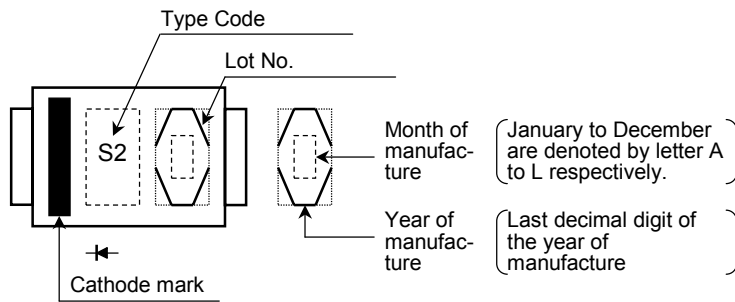 Type Code
Lot No.
S2
Month of
manufac-
ture
January to December
are denoted by letter A
to L respectively.
Year of
manufac-
ture
Last decimal digit of
the year of
manufacture
Cathode mark